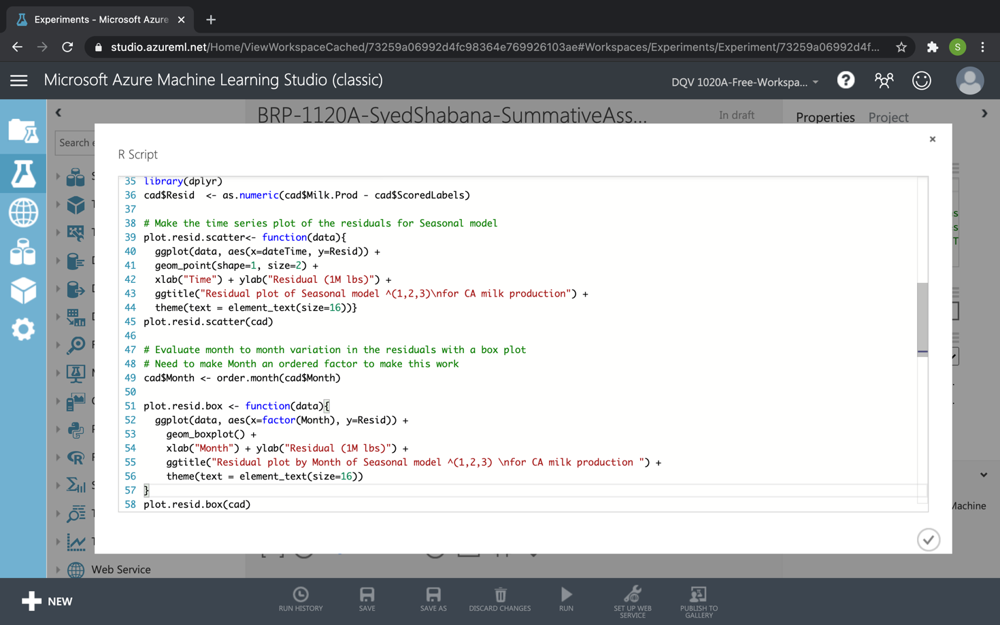 Experiments - Microsoft Azure
studio.azureml.net/Home/ViewWorkspaceCached/73259a06992d4fc98364e769926103ae#Workspaces/Experiments/Experiment/73259a06992d4f...
S
Microsoft Azure Machine Learning Studio (classic)
DQV 1020A-Free-Workspa...
BRP-1120A-SyedShabana-SummativeAss...
In draft
Properties Project
Search
R Script
35 library(dplyr)
36 cad$Resid  <- as.numeric(cad$Milk.Prod - cad$ScoredLabels)
37
38 # Make the time series plot of the residuals for Seasonal model
39 plot.resid.scatter<- function(data){
40   ggplot(data, aes(x=dateTime, y=Resid)) +
41   geom_point(shape=1, size=2) +
42   xlab("Time") + ylab("Residual (1M lbs)") +
43   ggtitle("Residual plot of Seasonal model ^(1,2,3)\nfor CA milk production") +
44   theme(text = element_text(size=16))}
45 plot.resid.scatter(cad)
46
47 # Evaluate month to month variation in the residuals with a box plot
48 # Need to make Month an ordered factor to make this work
49 cad$Month <- order.month(cad$Month)
50
51 plot.resid.box <- function(data){
52   ggplot(data, aes(x=factor(Month), y=Resid)) +
53     geom_boxplot() +
54     xlab("Month") + ylab("Residual (1M lbs)") +
55     ggtitle("Residual plot by Month of Seasonal model ^(1,2,3) \nfor CA milk production ") +
56     theme(text = element_text(size=16))
57 }
58 plot.resid.box(cad)
Machine
Web Service
NEW
RUN HISTORY
SAVE
SAVE AS
DISCARD CHANGES
RUN
SET UP WEB
SERVICE
PUBLISH TO
GALLERY